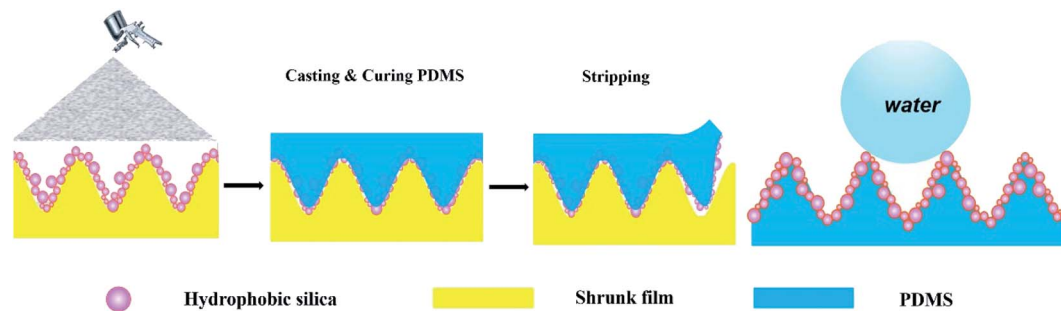 Casting & Curing PDMS
Stripping
water
Hydrophobic silica
Shrunk film
PDMS